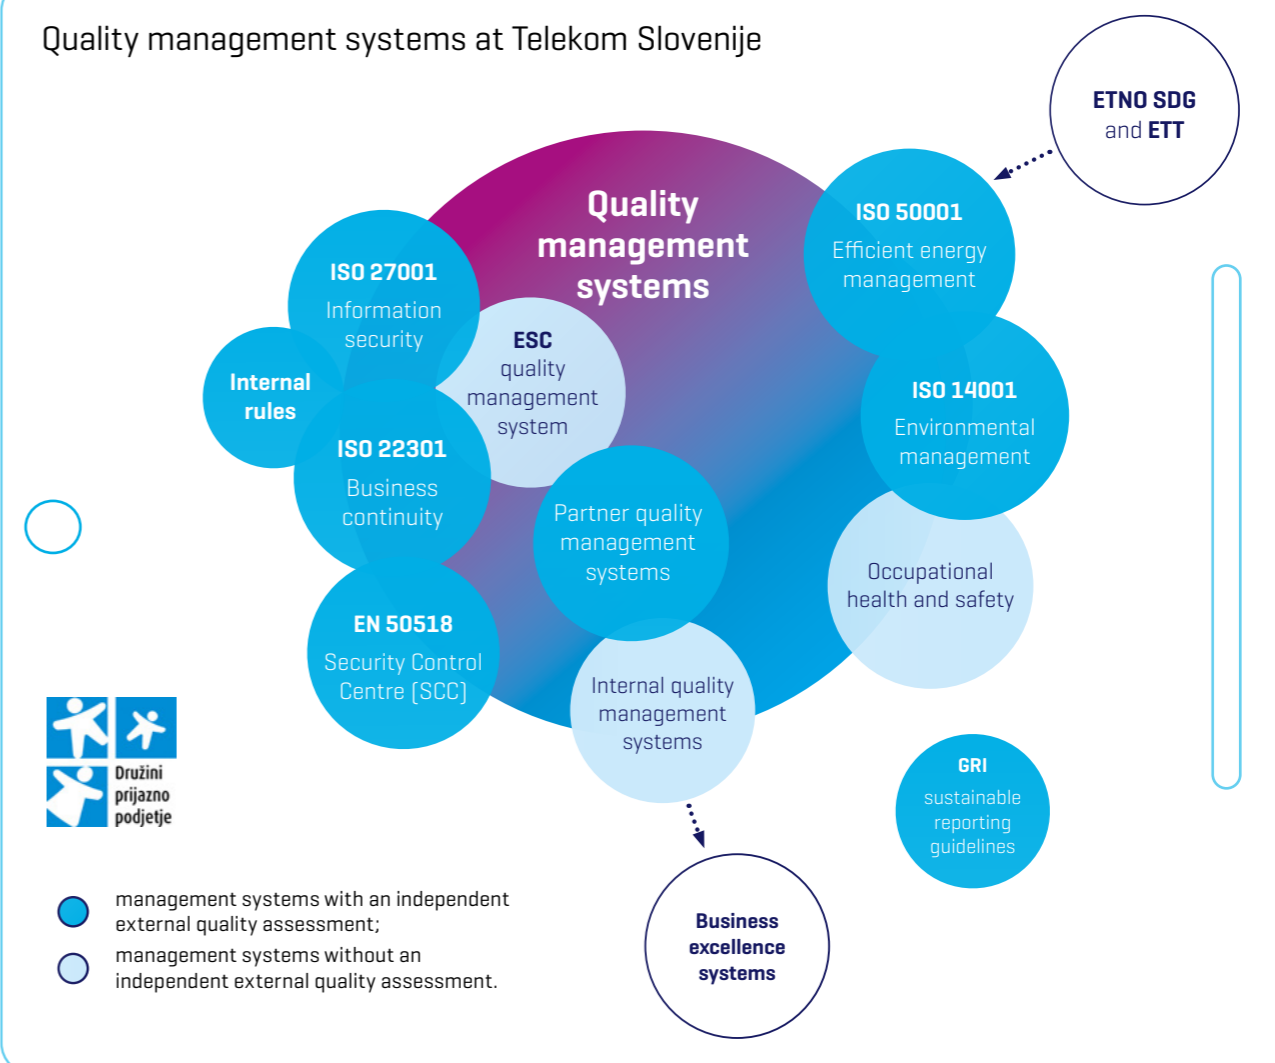 Quality management systems at Telekom Slovenije
ETNO SDG
and ETT
Quality
management
systems
ISO 50001
Efficient energy
management
ISO 27001
Information
security
ESC
quality
management
system
Internal
rules
ISO 14001
Environmental
management
ISO 22301
Business
continuity
Partner quality
management
systems
Occupational
health and safety
EN 50518
Security Control
Centre (SCC)
Internal quality
management
systems
GRI
sustainable
reporting
guidelines
Družini
prijazno
podjetje
management systems with an independent
external quality assessment;
management systems without an
independent external quality assessment.
Business
excellence
systems